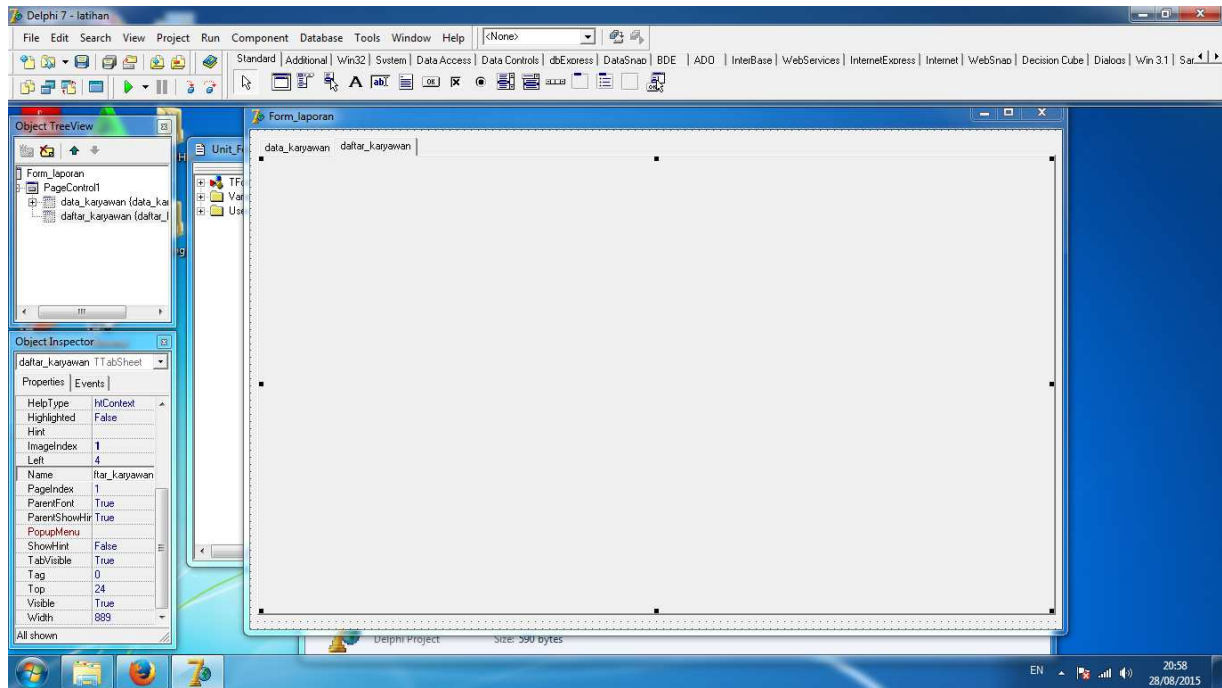 Delphi 7 - latihan
File Edit Search View Project Run Component Database Tools Window Help <None>
Standard Additional Win32 System Data Access Data Controls dbExpress DataSnap BDE ADO InterBase WebServices InternetExpress Internet WebSnap Decision Cube Dialogs Win 3.1
Object TreeView
Form_laporan
PageControl1
data_karyawan {data_kar
daftar_karyawan {daftar_l
Unit_F
Form_laporan
data_karyawan daftar_karyawan
Object Inspector
daftar_karyawan TTabSheet
Properties Events
HelpType htContext
Highlighted False
Hint
ImageIndex 1
Left 4
Name ftar_karyawan
PageIndex 1
ParentFont True
ParentShowHir True
PopupMenu
ShowHint False
TabVisible True
Tag 0
Top 24
Visible True
Width 889
All shown
Delphi Project Size: 590 bytes
EN
20:58
28/08/2015